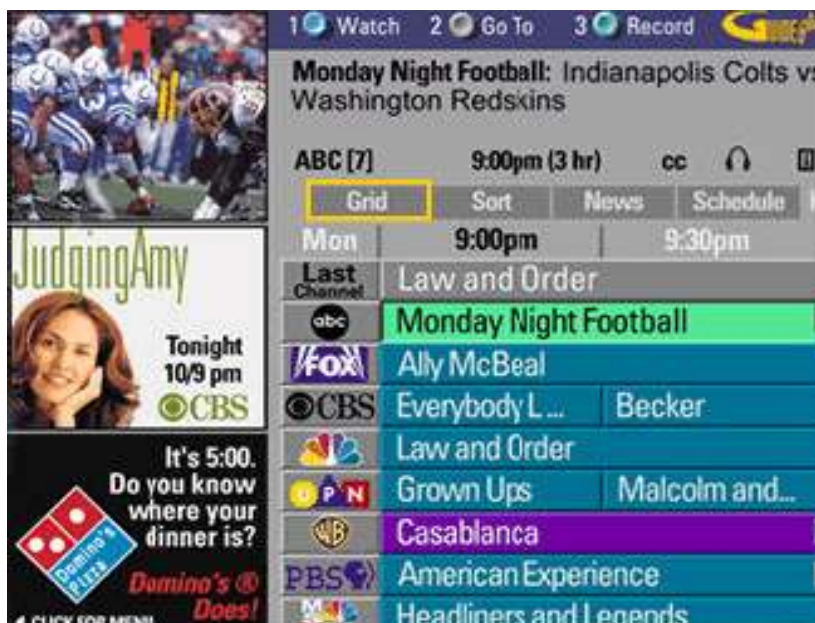 JudgingAmy
Tonight
10/9 pm
CBS
It's 5:00.
Do you know
where your
dinner is?
Domino's
Pizza
Domino's ®
Does!
CLICK FOR MENU
1 Watch 2 Go To 3 Record
Monday Night Football: Indianapolis Colts vs
Washington Redskins
ABC [7] 9:00pm (3 hr) cc
Grid Sort News Schedule
Mon 9:00pm 9:30pm
Last
Channel Law and Order
abc Monday Night Football
FOX Ally McBeal
CBS Everybody L ... Becker
Law and Order
UPN Grown Ups Malcolm and...
WB Casablanca
PBS American Experience
Headliners and Legends